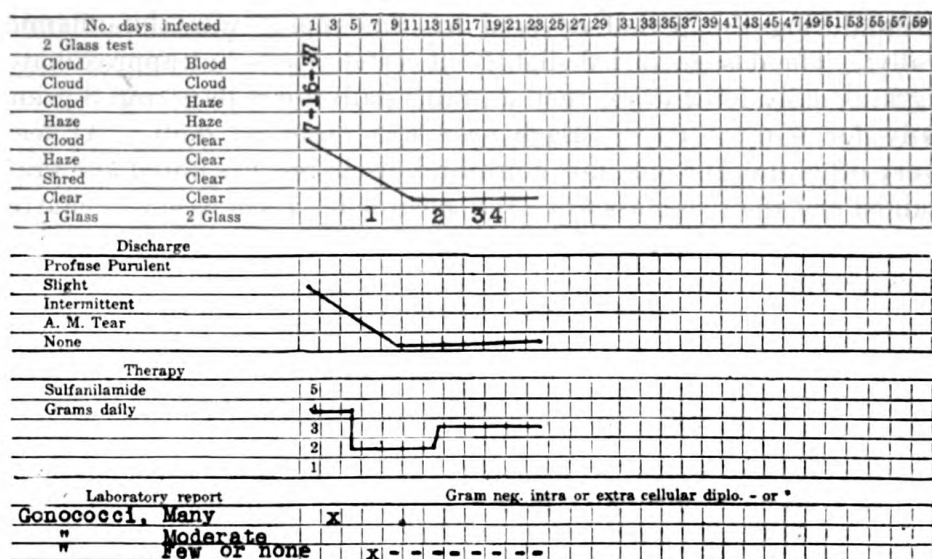 No. days infected 1 3 5 7 9 11 13 15 17 19 21 23 25 27 29 31 33 35 37 39 41 43 45 47 49 51 53 55 57 59
2 Glass test
Cloud Blood
Cloud Cloud
Cloud Haze
Haze Haze
Cloud Clear
Haze Clear
Shred Clear
Clear Clear
1 Glass 2 Glass 1 2 3 4
7-16-37
Discharge
Profuse Purulent
Slight
Intermittent
A. M. Tear
None
Therapy
Sulfanilamide 5
Grams daily 4
3
2
1
Laboratory report Gram neg. intra or extra cellular diplo. - or *
Gonococci, Many x
" Moderate
" Few or none x - - - - - - - -